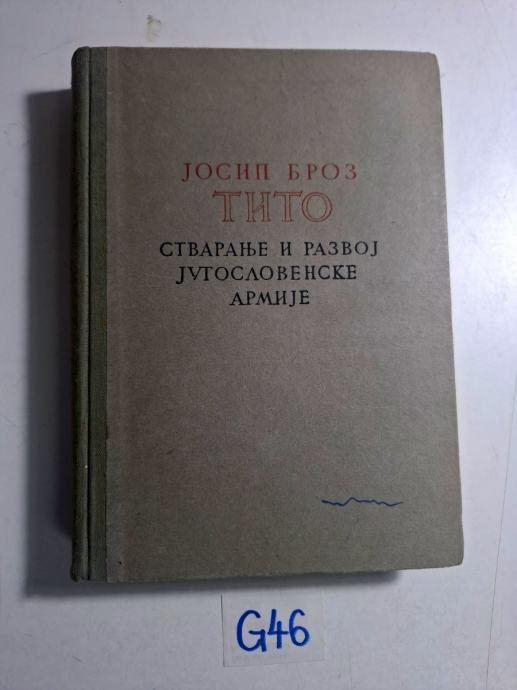 ЈОСИП БРОЗ
ТИТО
СТВАРАЊЕ И РАЗВОЈ
ЈУГОСЛОВЕНСКЕ
АРМИЈЕ
G46